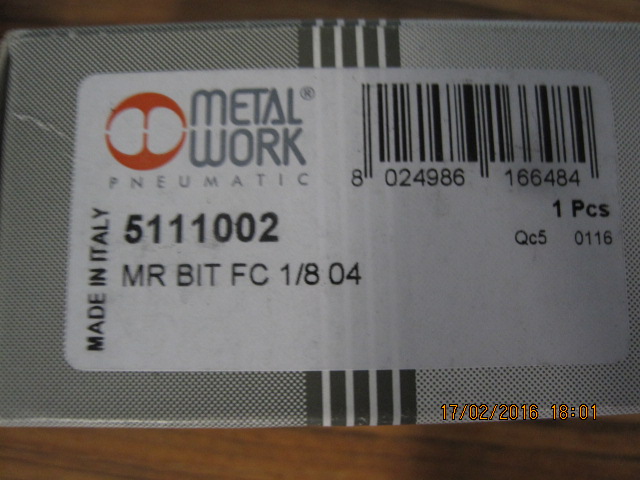 METAL®
WORK
PNEUMATIC
8 024986 166484
1 Pcs
5111002
Qc5 0116
MR BIT FC 1/8 04
MADE IN ITALY
17/02/2016 18:01